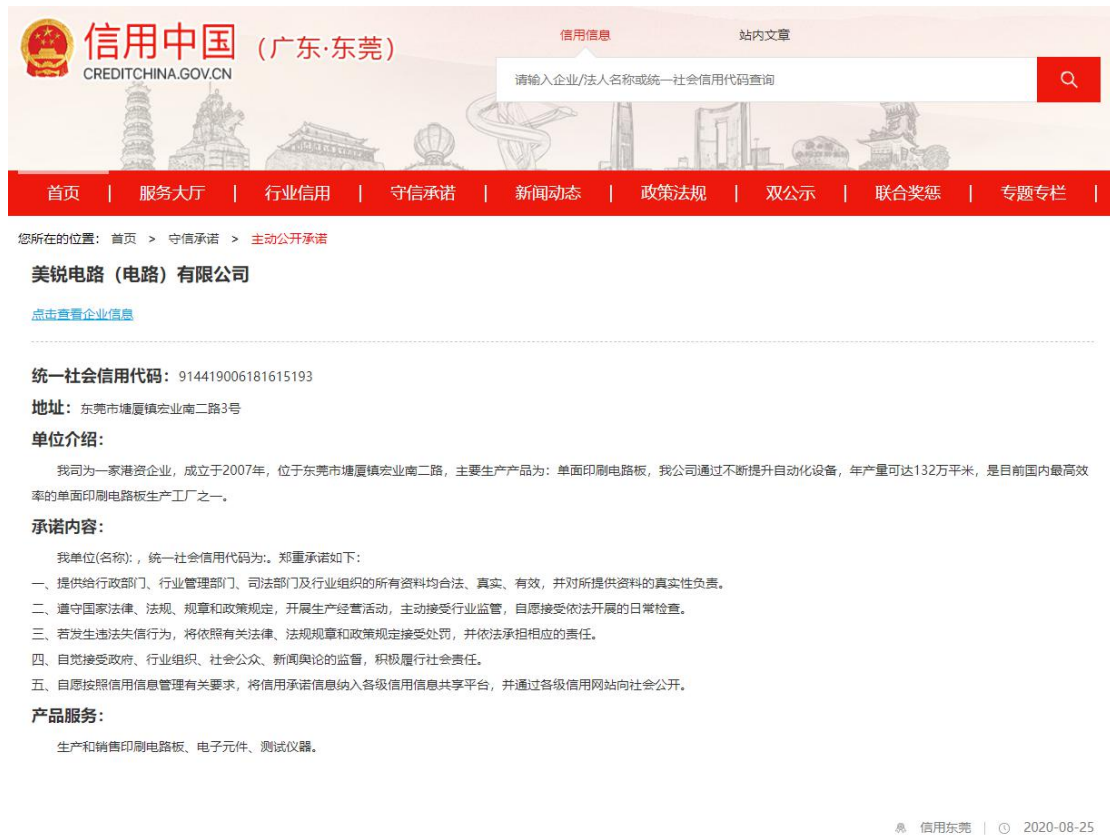 信用中国
(广东·东莞)
CREDITCHINA.GOV.CN
信用信息
站内文章
请输入企业/法人名称或统一社会信用代码查询
首页 | 服务大厅 | 行业信用 | 守信承诺 | 新闻动态 | 政策法规 | 双公示 | 联合奖惩 | 专题专栏 |
您所在的位置： 首页 > 守信承诺 > 主动公开承诺
美锐电路（电路）有限公司
点击查看企业信息
统一社会信用代码：914419006181615193
地址：东莞市塘厦镇宏业南二路3号
单位介绍：
我司为一家港资企业，成立于2007年，位于东莞市塘厦镇宏业南二路，主要生产产品为：单面印刷电路板，我公司通过不断提升自动化设备，年产量可达132万平米，是目前国内最高效
率的单面印刷电路板生产工厂之一。
承诺内容：
我单位(名称):，统一社会信用代码为:。郑重承诺如下：
一、提供给行政部门、行业管理部门、司法部门及行业组织的所有资料均合法、真实、有效，并对所提供资料的真实性负责。
二、遵守国家法律、法规、规章和政策规定，开展生产经营活动，主动接受行业监管，自愿接受依法开展的日常检查。
三、若发生违法失信行为，将依照有关法律、法规规章和政策规定接受处罚，并依法承担相应的责任。
四、自觉接受政府、行业组织、社会公众、新闻舆论的监督，积极履行社会责任。
五、自愿按照信用信息管理有关要求，将信用承诺信息纳入各级信用信息共享平台，并通过各级信用网站向社会公开。
产品服务：
生产和销售印刷电路板、电子元件、测试仪器。
信用东莞 | 2020-08-25